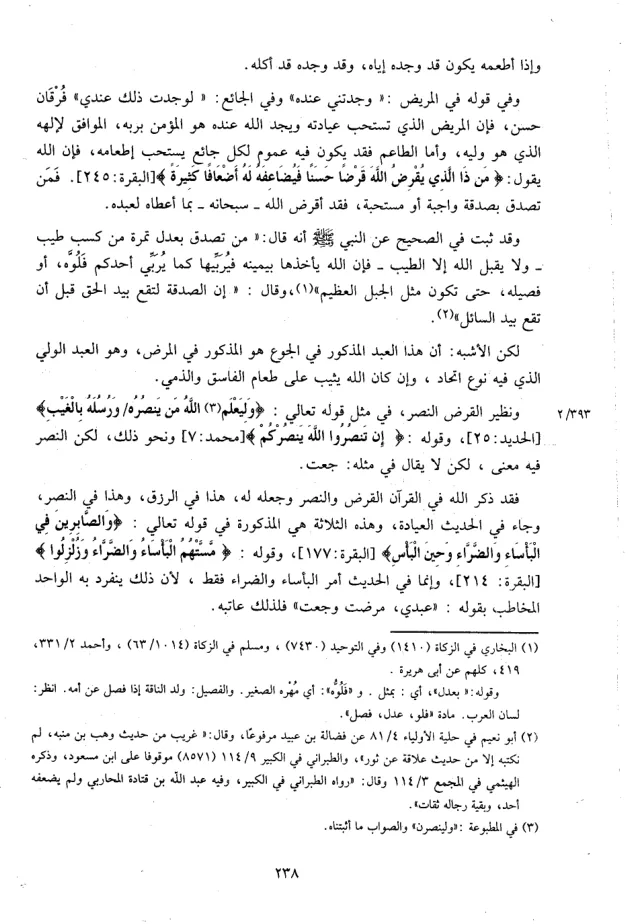 وإذا أطعمه يكون قد وجده إياه، وقد وجده قد أكله.
وفي قوله في المريض: «وجدتني عنده» وفي الجائع: « لوجدت ذلك عندي» فُرْقَان
حسن، فإن المريض الذي تستحب عيادته ويجد الله عنده هو المؤمن بربه، الموافق لإلهه
الذي هو وليه، وأما الطاعم فقد يكون فيه عموم لكل جائع يستحب إطعامه، فإن الله
يقول: ﴿ مَن ذَا الَّذِي يُقْرِضُ اللَّهَ قَرْضًا حَسَنًا فَيُضَاعِفَهُ لَهُ أَضْعَافًا كَثِيرَةً ﴾[البقرة:٢٤٥]. فمَن
تصدق بصدقة واجبة أو مستحبة، فقد أقرض الله ـ سبحانه ـ بما أعطاه لعبده.
وقد ثبت في الصحيح عن النبي ﷺ أنه قال:« من تصدق بعدل تمرة من كسب طيب
ـ ولا يقبل الله إلا الطيب ـ فإن الله يأخذها بيمينه فيُرَبِّيها كما يُرَبِّي أحدكم فَلُوَّه، أو
فصيله، حتى تكون مثل الجبل العظيم»(١)،وقال : « إن الصدقة لتقع بيد الحق قبل أن
تقع بيد السائل»(٢).
لكن الأشبه: أن هذا العبد المذكور في الجوع هو المذكور في المرض، وهو العبد الولي
الذي فيه نوع اتحاد ، وإن كان الله يثيب على طعام الفاسق والذمي.
٢/٣٩٣ ونظير القرض النصر، في مثل قوله تعالي : ﴿وَلِيَعْلَمَ(٣) اللَّهُ مَن يَنصُرُهُ/ وَرُسُلَهُ بِالْغَيْبِ﴾
[الحديد:٢٥]، وقوله : ﴿ إِن تَنصُرُوا اللَّهَ يَنصُرْكُمْ ﴾[محمد:٧] ونحو ذلك، لكن النصر
فيه معنى ، لكن لا يقال في مثله: جعت.
فقد ذكر الله في القرآن القرض والنصر وجعله له، هذا في الرزق، وهذا في النصر،
وجاء في الحديث العيادة، وهذه الثلاثة هي المذكورة في قوله تعالي : ﴿وَالصَّابِرِينَ فِي
الْبَأْسَاءِ وَالضَّرَّاءِ وَحِينَ الْبَأْسِ﴾ [البقرة:١٧٧]، وقوله : ﴿ مَسَّتْهُمُ الْبَأْسَاءُ وَالضَّرَّاءُ وَزُلْزِلُوا ﴾
[البقرة: ٢١٤]، وإنما في الحديث أمر البأساء والضراء فقط ، لأن ذلك ينفرد به الواحد
المخاطب بقوله : «عبدي، مرضت وجعت» فلذلك عاتبه.
(١) البخاري في الزكاة (١٤١٠) وفي التوحيد (٧٤٣٠) ، ومسلم في الزكاة (٦٣/١٠١٤) ، وأحمد ٣٣١/٢،
٤١٩، كلهم عن أبى هريرة .
وقوله:« بعدل»، أي : بمثل . و «فَلُوُّه»: أي مُهْره الصغير. والفصيل: ولد الناقة إذا فصل عن أمه. انظر:
لسان العرب. مادة «فلو، عدل، فصل».
(٢) أبو نعيم في حلية الأولياء ٨١/٤ عن فضالة بن عبيد مرفوعًا، وقال:« غريب من حديث وهب بن منبه، لم
نكتبه إلا من حديث علاقة عن ثور»، والطبراني في الكبير ١١٤/٩ (٨٥٧١) موقوفا على ابن مسعود، وذكره
الهيثمي في المجمع ١١٤/٣ وقال: «رواه الطبراني في الكبير، وفيه عبد الله بن قتادة المحاربي ولم يضعفه
أحد، وبقية رجاله ثقات».
(٣) في المطبوعة :«ولينصرن» والصواب ما أثبتناه.
٢٣٨